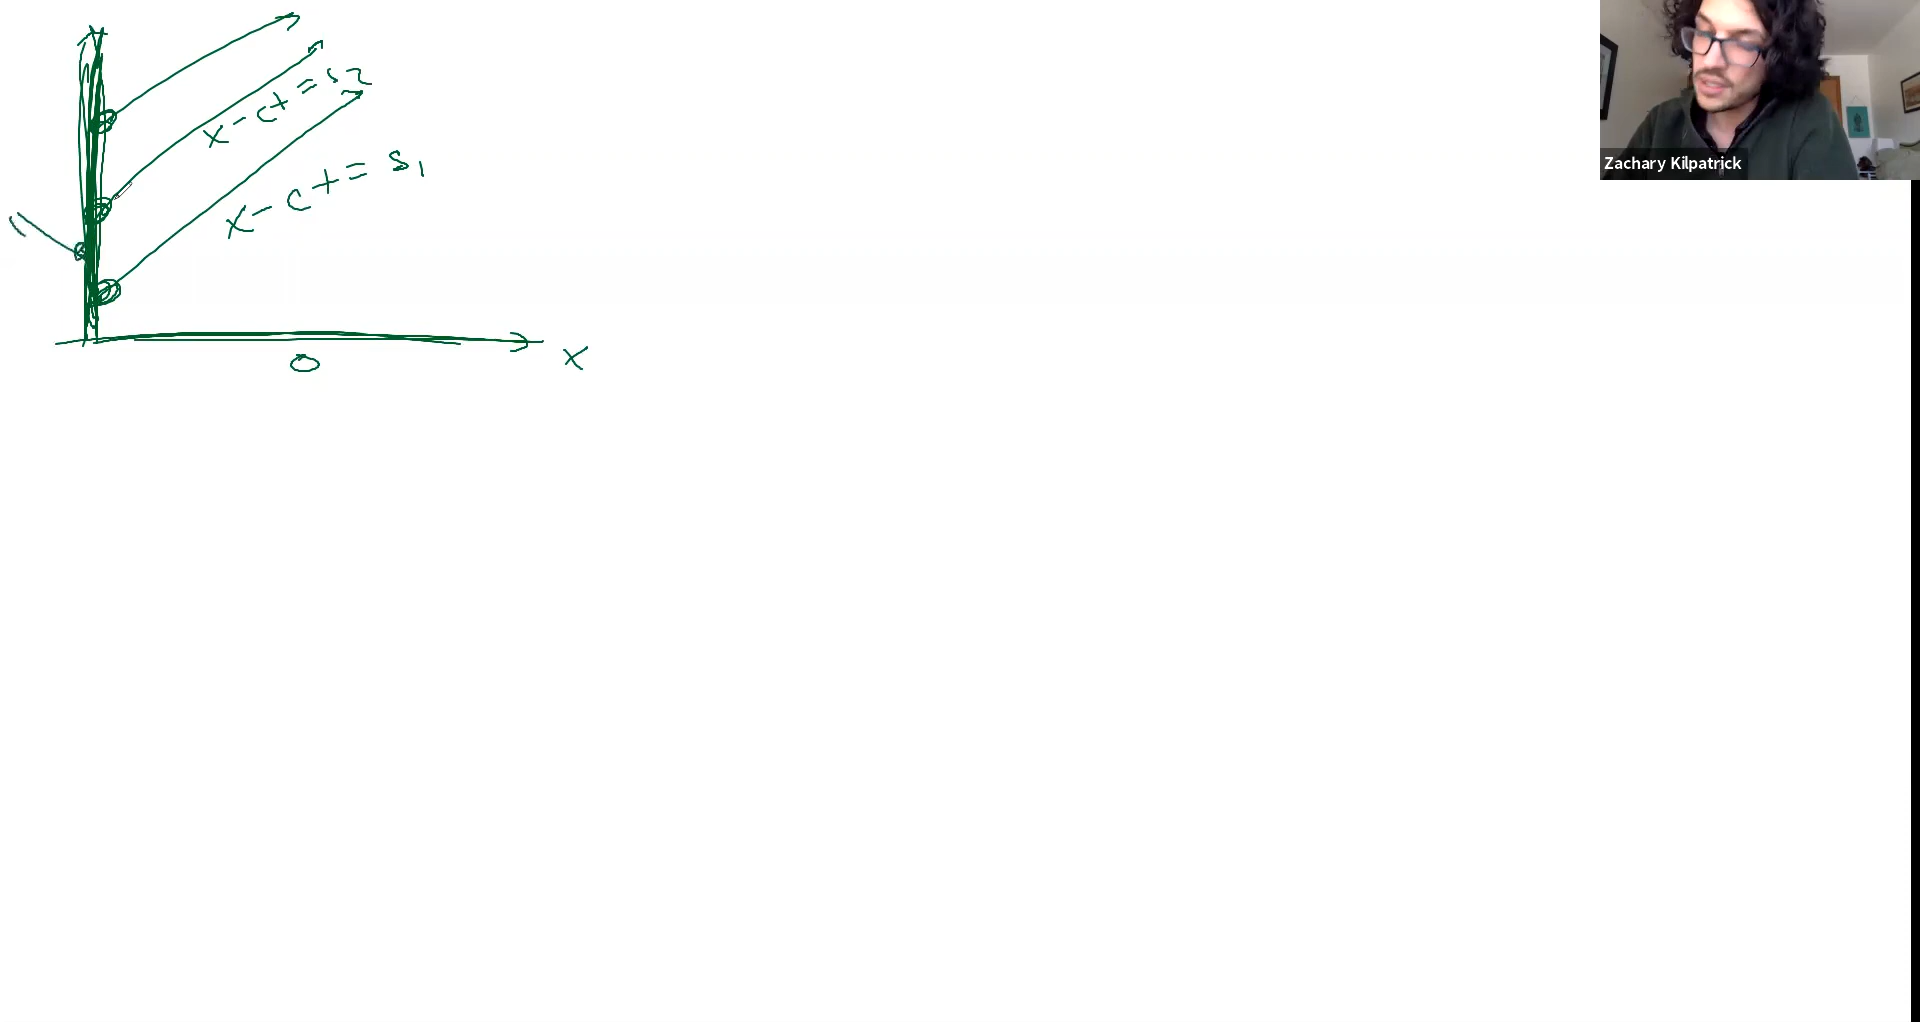 x - ct = s2
x - ct = s1
0
x
Zachary Kilpatrick